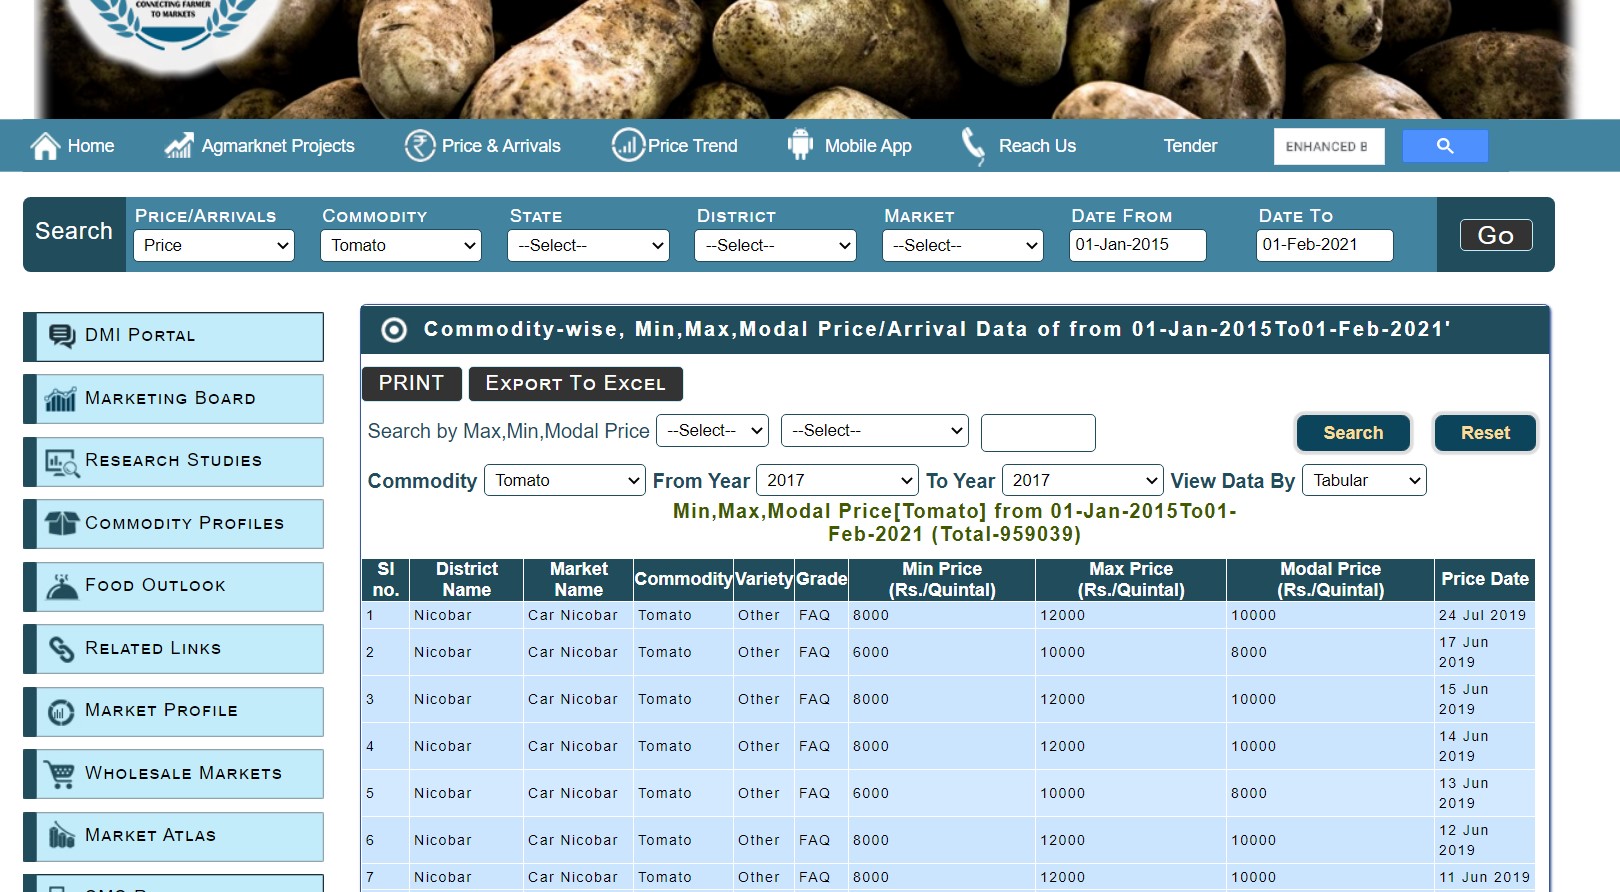 CONNECTING FARMER
TO MARKETS
Home Agmarknet Projects Price & Arrivals Price Trend Mobile App Reach Us Tender ENHANCED B
Search
PRICE/ARRIVALS COMMODITY STATE DISTRICT MARKET DATE FROM DATE TO
Price Tomato --Select-- --Select-- --Select-- 01-Jan-2015 01-Feb-2021 Go
DMI PORTAL
MARKETING BOARD
RESEARCH STUDIES
COMMODITY PROFILES
FOOD OUTLOOK
RELATED LINKS
MARKET PROFILE
WHOLESALE MARKETS
MARKET ATLAS
Commodity-wise, Min,Max,Modal Price/Arrival Data of from 01-Jan-2015To01-Feb-2021'
PRINT EXPORT TO EXCEL
Search by Max,Min,Modal Price --Select-- --Select-- Search Reset
Commodity Tomato From Year 2017 To Year 2017 View Data By Tabular
Min,Max,Modal Price[Tomato] from 01-Jan-2015To01-
Feb-2021 (Total-959039)
Sl no. District Name Market Name Commodity Variety Grade Min Price (Rs./Quintal) Max Price (Rs./Quintal) Modal Price (Rs./Quintal) Price Date
1 Nicobar Car Nicobar Tomato Other FAQ 8000 12000 10000 24 Jul 2019
2 Nicobar Car Nicobar Tomato Other FAQ 6000 10000 8000 17 Jun 2019
3 Nicobar Car Nicobar Tomato Other FAQ 8000 12000 10000 15 Jun 2019
4 Nicobar Car Nicobar Tomato Other FAQ 8000 12000 10000 14 Jun 2019
5 Nicobar Car Nicobar Tomato Other FAQ 6000 10000 8000 13 Jun 2019
6 Nicobar Car Nicobar Tomato Other FAQ 8000 12000 10000 12 Jun 2019
7 Nicobar Car Nicobar Tomato Other FAQ 8000 12000 10000 11 Jun 2019